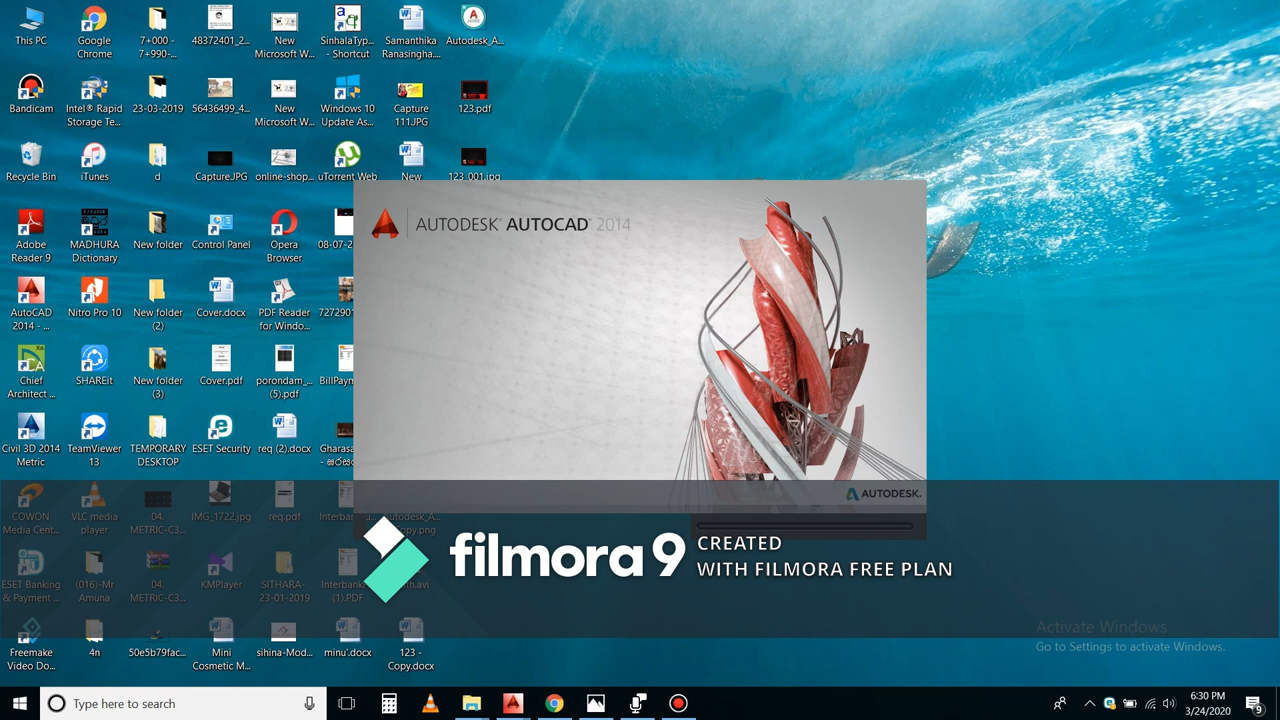 This PC
Google
Chrome
7+000 -
7+990-...
48372401_2...
New
Microsoft W...
SinhalaTyp...
- Shortcut
Samanthika
Ranasingha....
Autodesk_A...
Bandicam
Intel® Rapid
Storage Te...
23-03-2019
56436499_4...
New
Microsoft W...
Windows 10
Update As...
Capture
111JPG
123.pdf
Recycle Bin
iTunes
d
Capture.JPG
online-shop...
uTorrent Web
New
123_001.jpg
AUTODESK® AUTOCAD® 2014
Adobe
Reader 9
MADHURA
Dictionary
New folder
Control Panel
Opera
Browser
08-07-2
AutoCAD
2014 - ...
Nitro Pro 10
New folder
(2)
Cover.docx
PDF Reader
for Windo...
7272901
Chief
Architect ...
SHAREit
New folder
(3)
Cover.pdf
porondam_...
(5).pdf
BillPaym
Civil 3D 2014
Metric
TeamViewer
13
TEMPORARY
DESKTOP
ESET Security
req (2).docx
Gharasa
AUTODESK.
COWON
Media Cent...
VLC media
player
04.
METRIC-C3...
IMG_1722.jpg
req.pdf
Interban
Autodesk_A...
opy.png
filmora 9
CREATED
WITH FILMORA FREE PLAN
ESET Banking
& Payment ...
(016)-Mr
Amuna
04.
METRIC-C3...
KMPlayer
SITHARA-
23-01-2019
Interbank
(1).PDF
th.avi
Freemake
Video Do...
4n
50e5b79fac...
Mini
Cosmetic M...
sihina-Mod...
minu'.docx
123 -
Copy.docx
Activate Windows
Go to Settings to activate Windows.
Type here to search
6:30 PM
3/24/2020
9